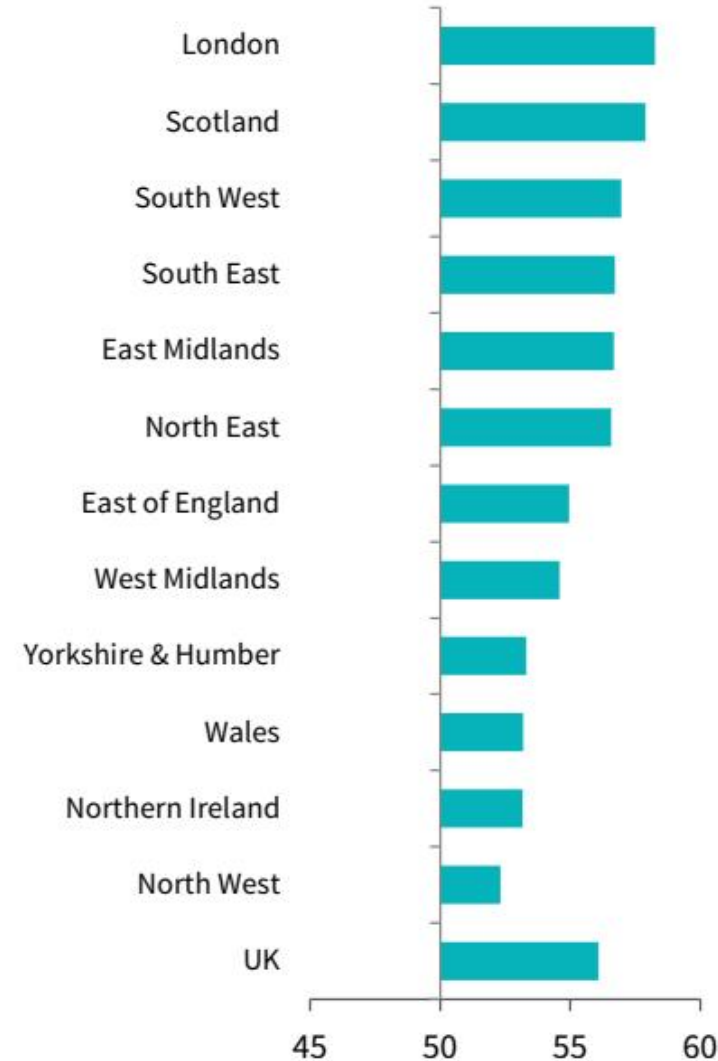 London
Scotland
South West
South East
East Midlands
North East
East of England
West Midlands
Yorkshire & Humber
Wales
Northern Ireland
North West
UK
45 50 55 60